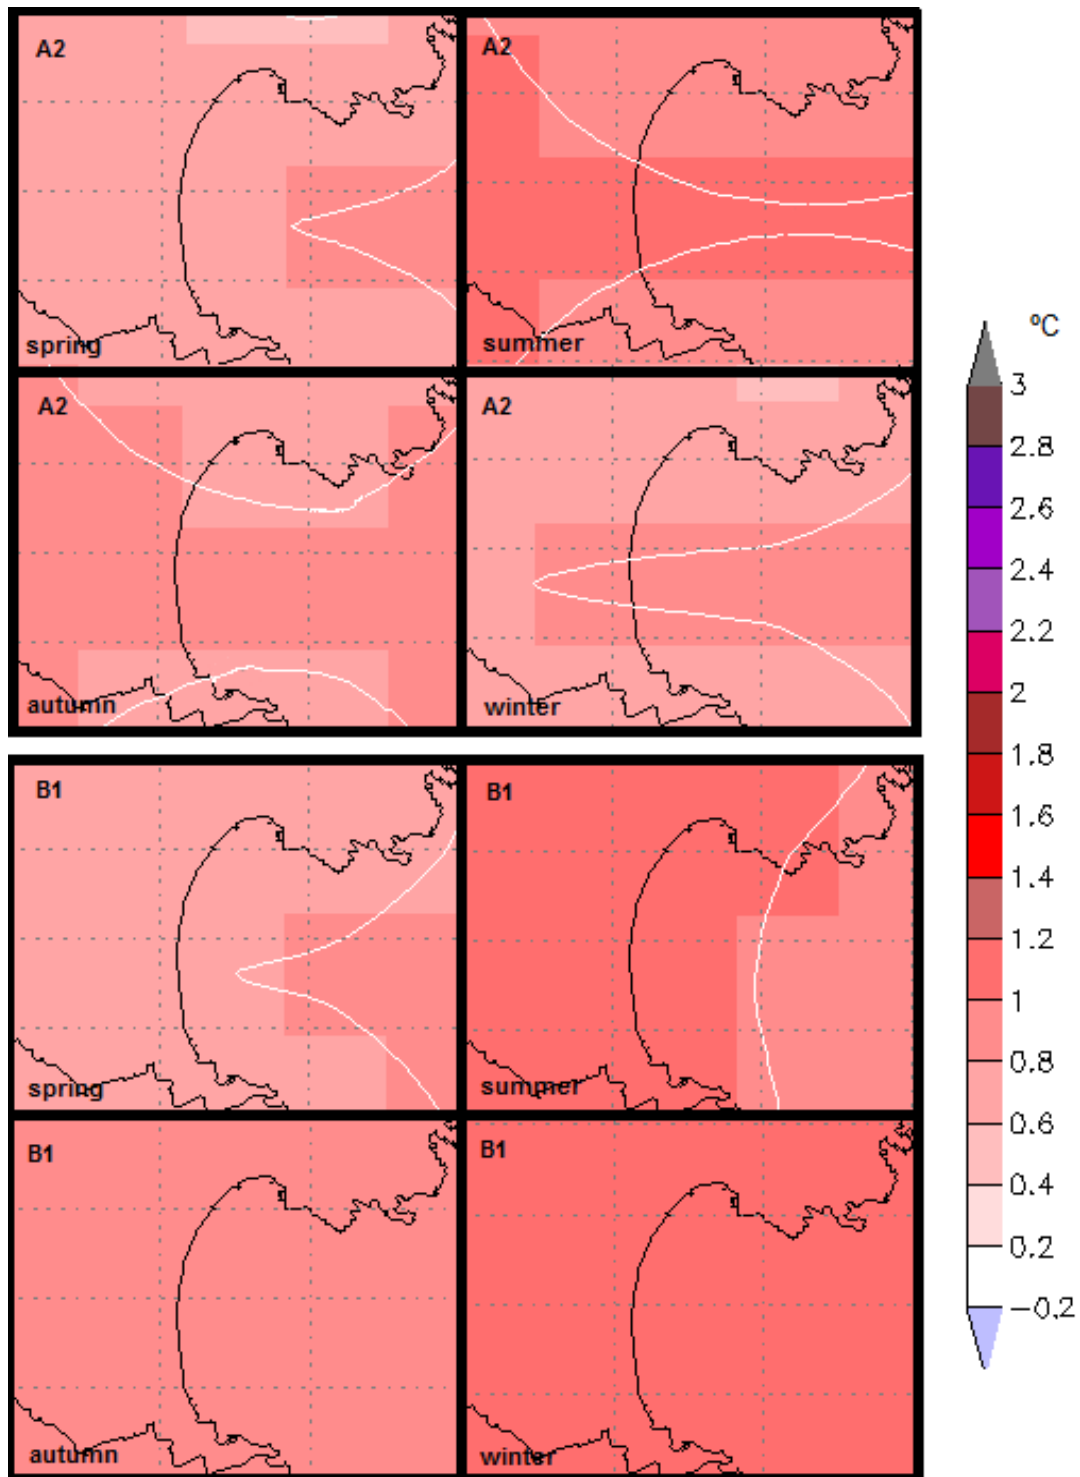 A2
A2
spring
summer
A2
A2
autumn
winter
B1
B1
spring
summer
B1
B1
autumn
winter
ºC
3
2.8
2.6
2.4
2.2
2
1.8
1.6
1.4
1.2
1
0.8
0.6
0.4
0.2
−0.2